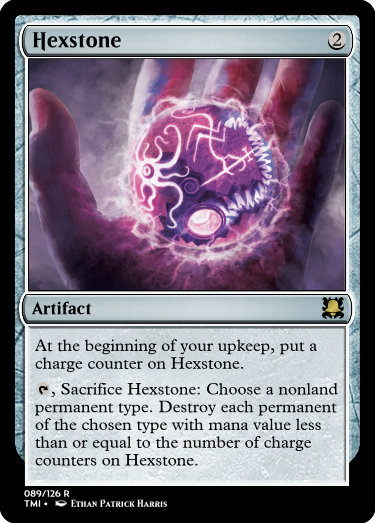 Hexstone 2
Artifact
At the beginning of your upkeep, put a
charge counter on Hexstone.
, Sacrifice Hexstone: Choose a nonland
permanent type. Destroy each permanent
of the chosen type with mana value less
than or equal to the number of charge
counters on Hexstone.
089/126 R
TMI • Ethan Patrick Harris